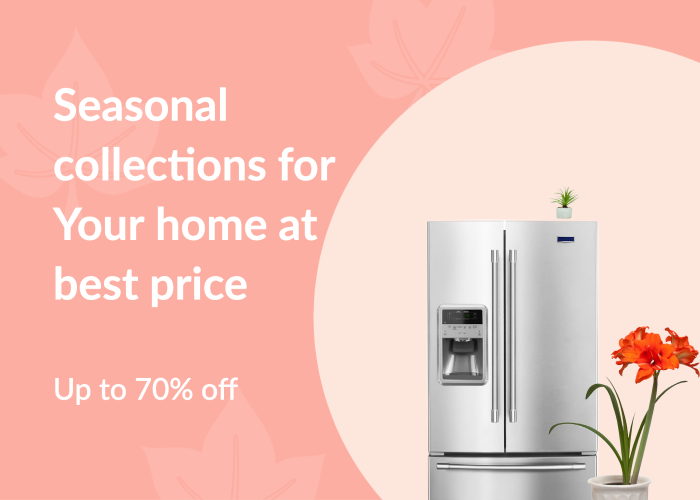 Seasonal
collections for
Your home at
best price
Up to 70% off